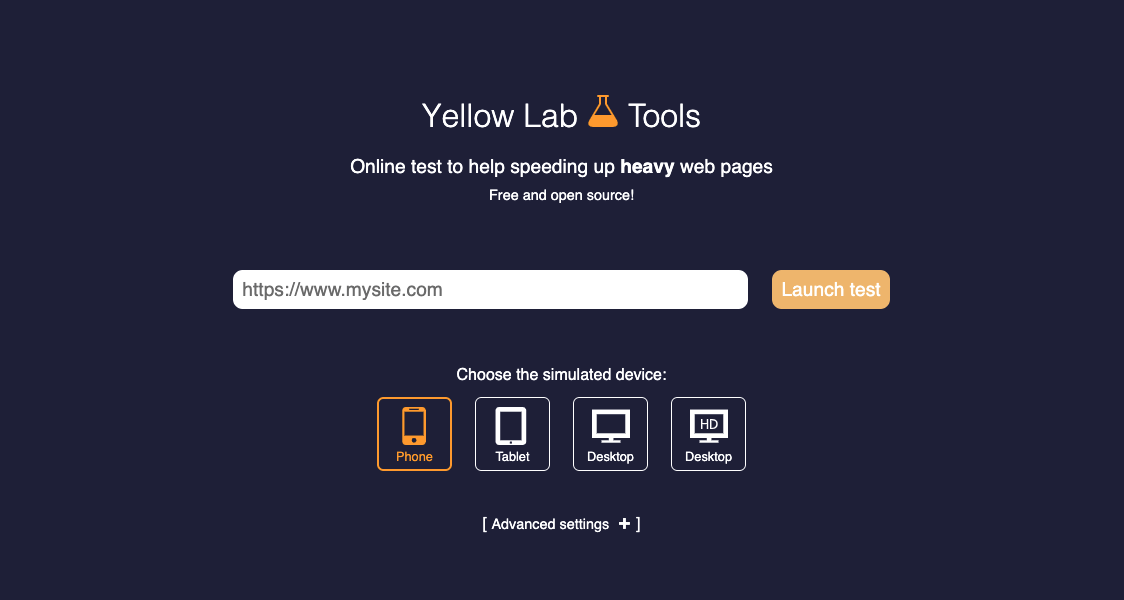 Yellow Lab Tools
Online test to help speeding up heavy web pages
Free and open source!
https://www.mysite.com
Launch test
Choose the simulated device:
HD
Phone
Tablet
Desktop
Desktop
[ Advanced settings + ]